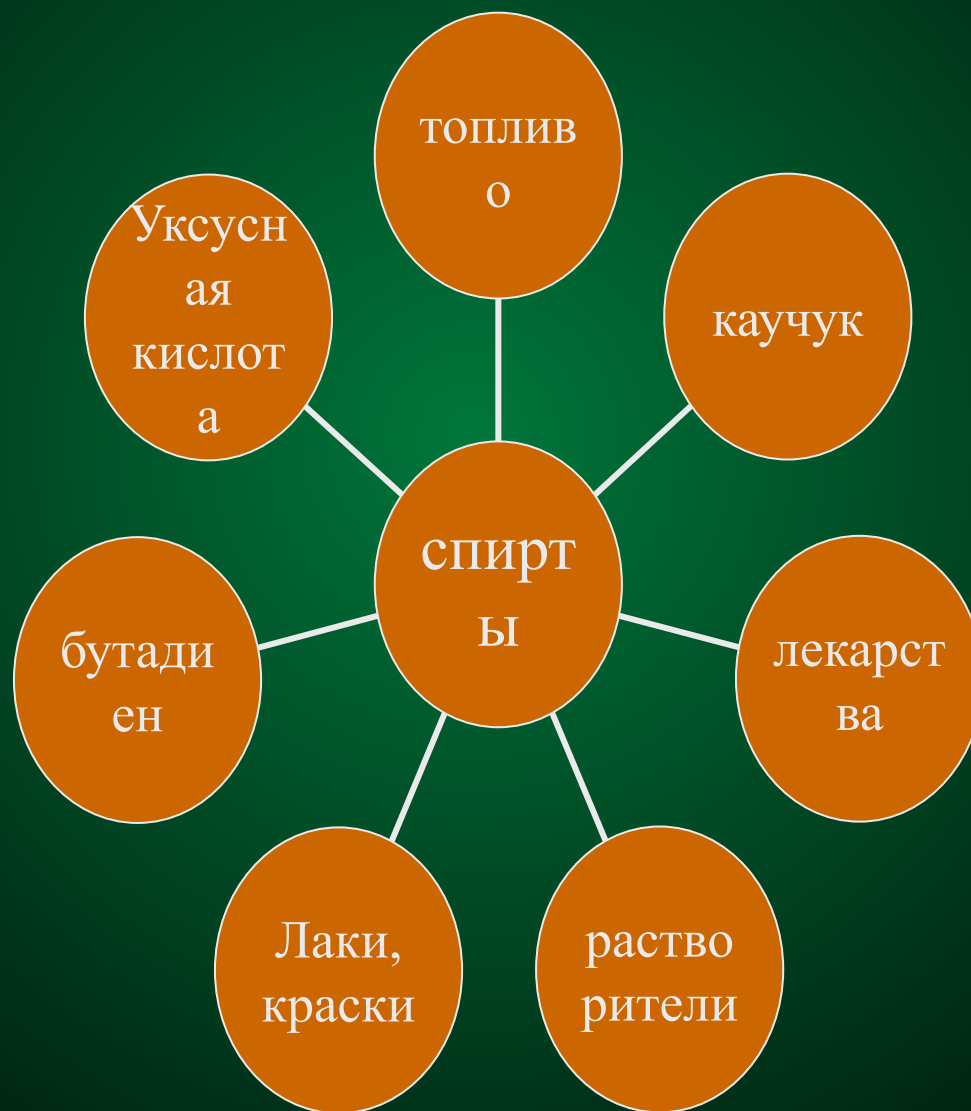 топлив
о
Уксусн
ая
кислот
а
каучук
спирт
ы
бутади
ен
лекарст
ва
Лаки,
краски
раство
рители